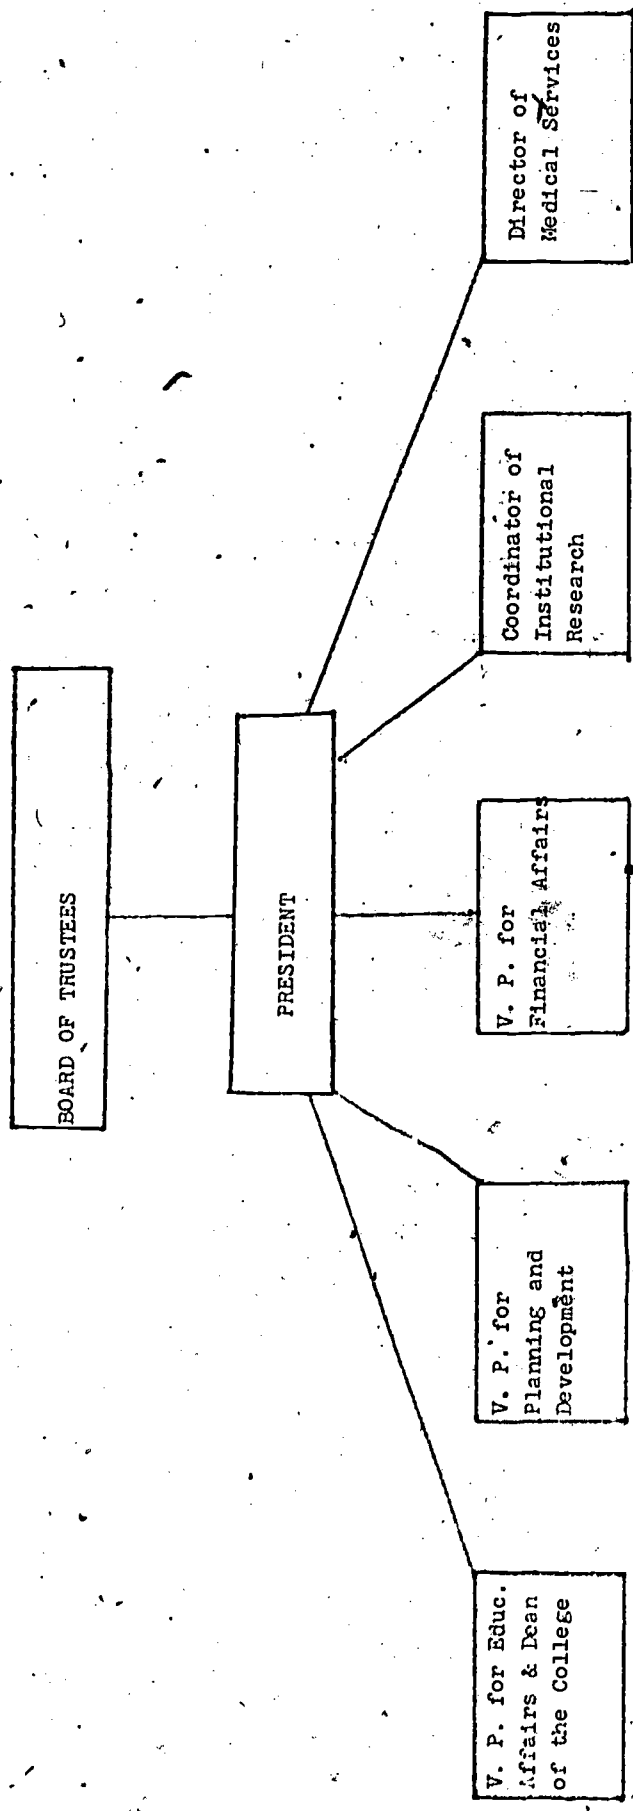 BOARD OF TRUSTEES
PRESIDENT
V. P. for Educ.
Affairs & Dean
of the College
V. P. for
Planning and
Development
V. P. for
Financial Affairs
Coordinator of
Institutional
Research
Director of
Medical Services